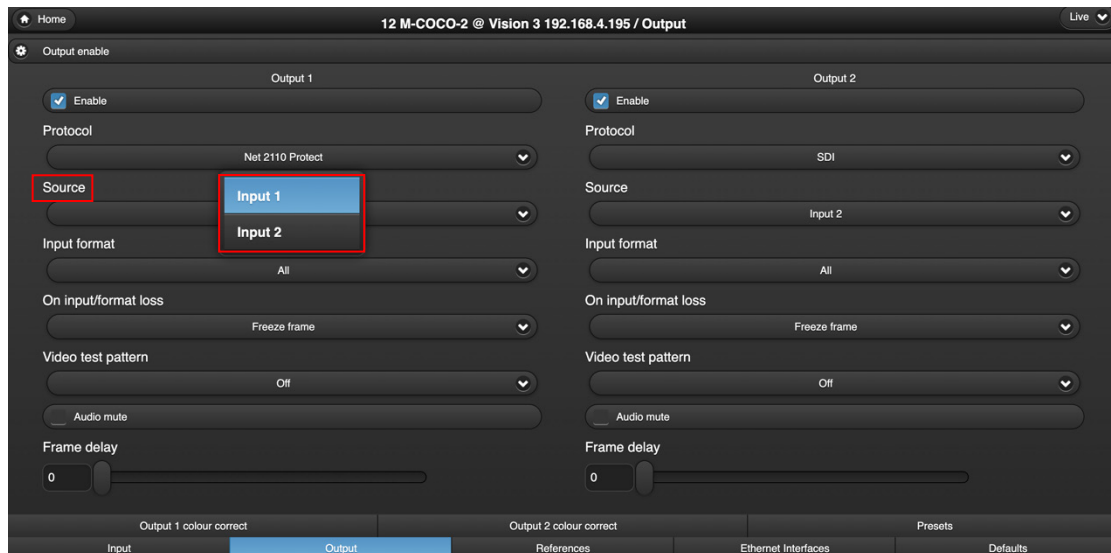 Home
12 M-COCO-2 @ Vision 3 192.168.4.195 / Output
Live
Output enable
Output 1
Enable
Protocol
Net 2110 Protect
Source
Input 1
Input 2
Input format
All
On input/format loss
Freeze frame
Video test pattern
Off
Audio mute
Frame delay
0
Output 2
Enable
Protocol
SDI
Source
Input 2
Input format
All
On input/format loss
Freeze frame
Video test pattern
Off
Audio mute
Frame delay
0
Output 1 colour correct
Output 2 colour correct
Presets
Input
Output
References
Ethernet Interfaces
Defaults